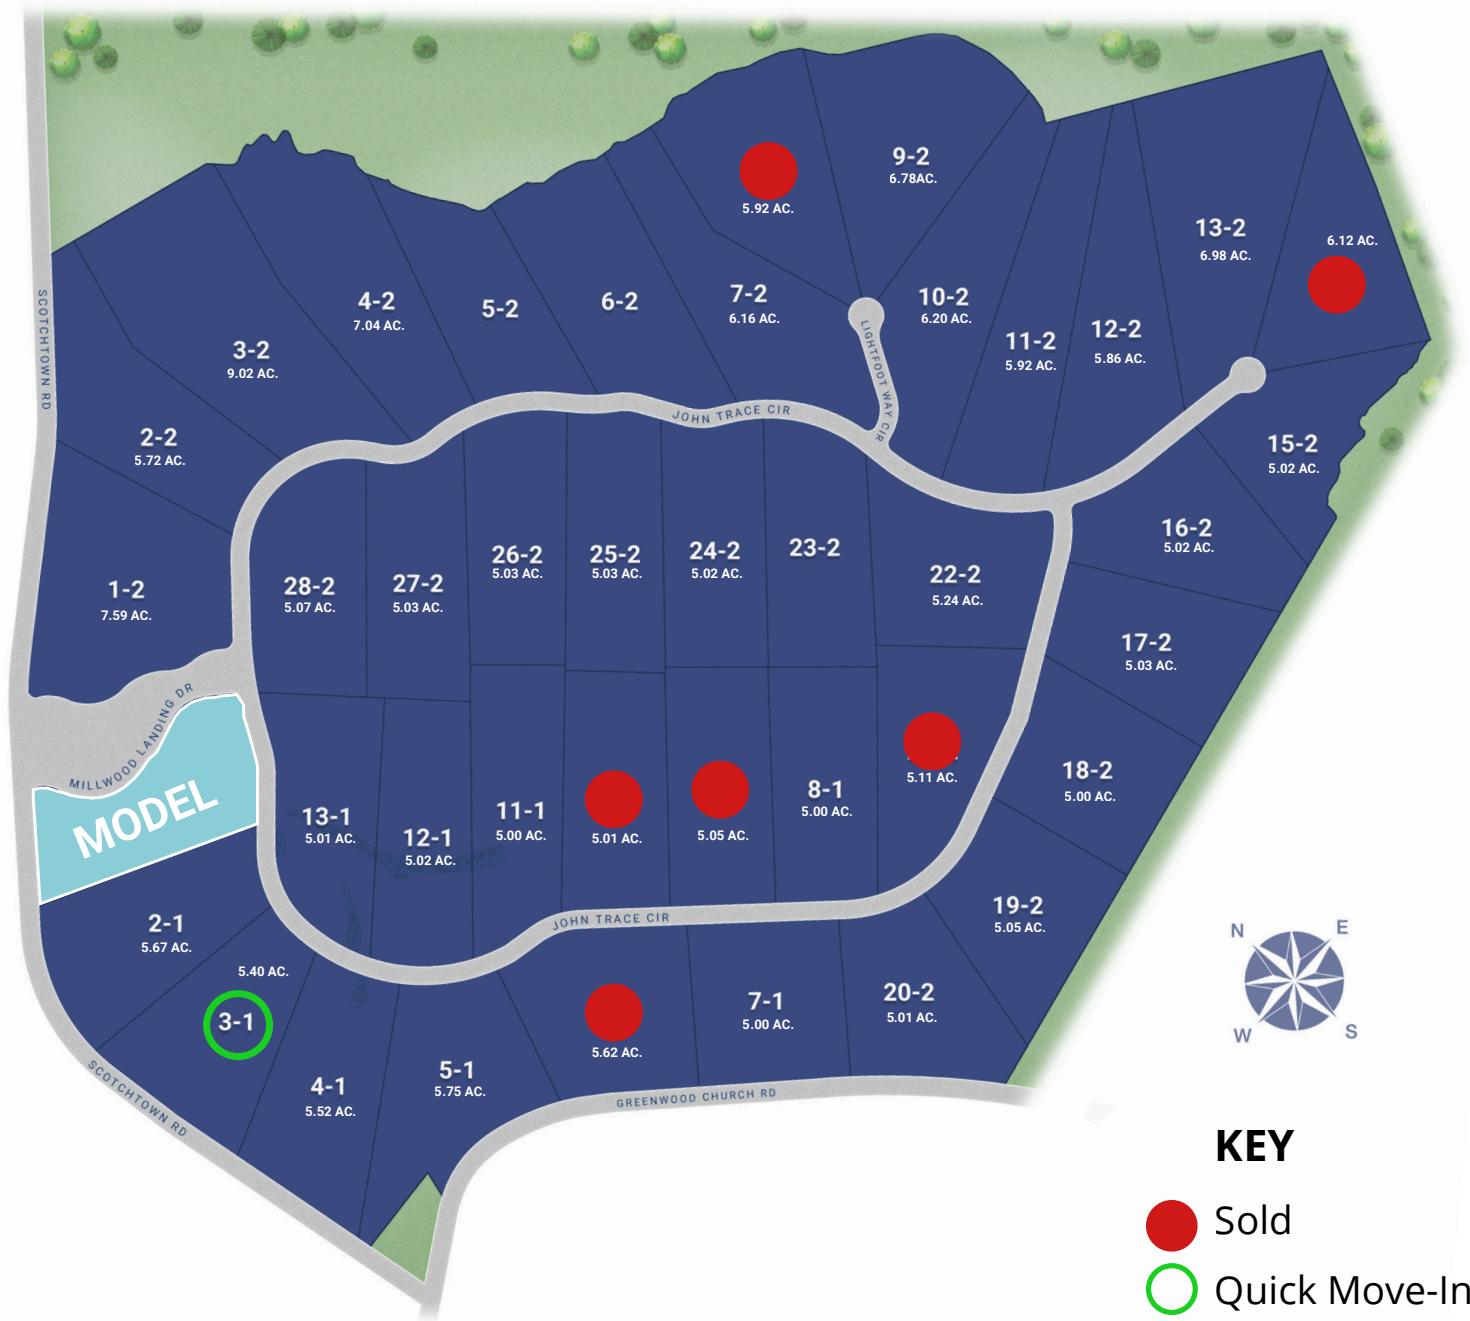 9-2
6.78AC.
5.92 AC.
13-2
6.98 AC.
6.12 AC.
4-2
7.04 AC.
5-2
6-2
7-2
6.16 AC.
10-2
6.20 AC.
11-2
5.92 AC.
12-2
5.86 AC.
3-2
9.02 AC.
SCOTCHTOWN RD
LIGHTFOOT WAY CIR
JOHN TRACE CIR
2-2
5.72 AC.
15-2
5.02 AC.
16-2
5.02 AC.
1-2
7.59 AC.
28-2
5.07 AC.
27-2
5.03 AC.
26-2
5.03 AC.
25-2
5.03 AC.
24-2
5.02 AC.
23-2
22-2
5.24 AC.
17-2
5.03 AC.
MILLWOOD LANDING DR
MODEL
18-2
5.00 AC.
13-1
5.01 AC.
12-1
5.02 AC.
11-1
5.00 AC.
5.01 AC.
5.05 AC.
8-1
5.00 AC.
5.11 AC.
19-2
5.05 AC.
JOHN TRACE CIR
2-1
5.67 AC.
5.40 AC.
3-1
4-1
5.52 AC.
5-1
5.75 AC.
5.62 AC.
7-1
5.00 AC.
20-2
5.01 AC.
SCOTCHTOWN RD
GREENWOOD CHURCH RD
N
E
W
S
KEY
Sold
Quick Move-In